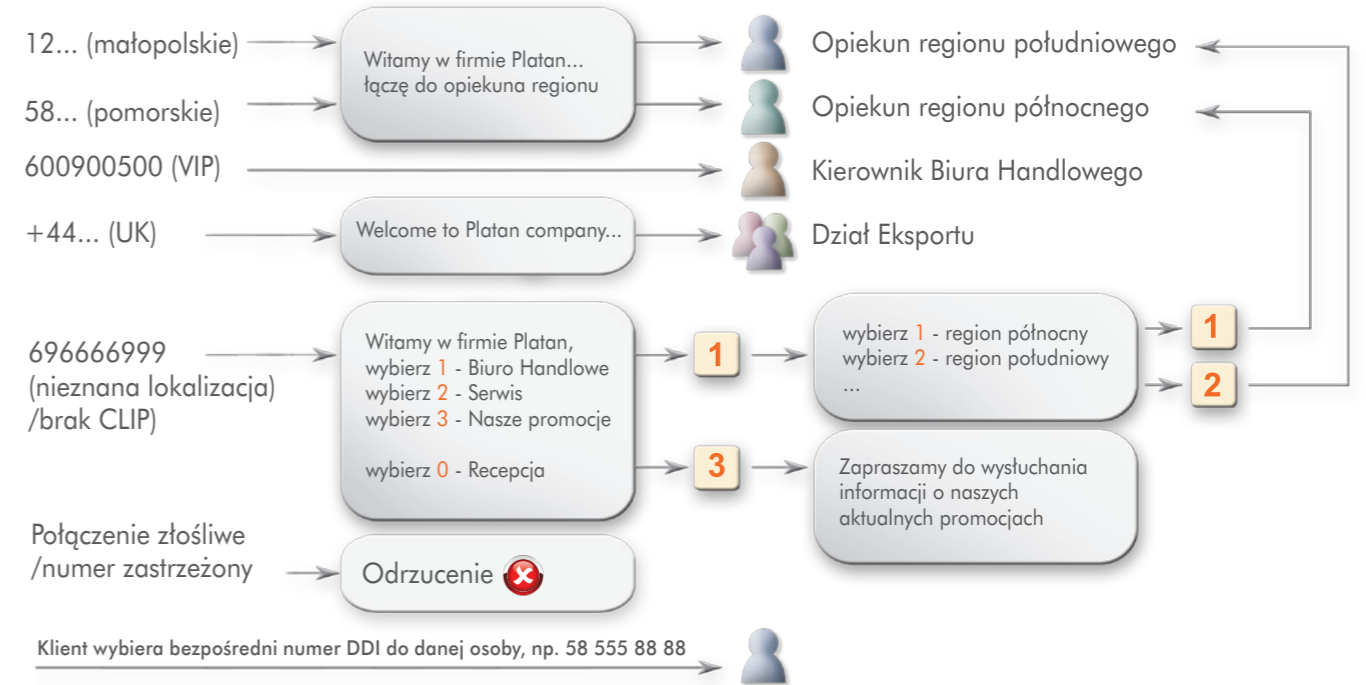 12... (małopolskie)
Witamy w firmie Platan...
łączę do opiekuna regionu
Opiekun regionu południowego
58... (pomorskie)
Opiekun regionu północnego
600900500 (VIP)
Kierownik Biura Handlowego
+44... (UK)
Welcome to Platan company...
Dział Eksportu
696666999
(nieznana lokalizacja)
/brak CLIP)
Witamy w firmie Platan,
wybierz 1 - Biuro Handlowe
wybierz 2 - Serwis
wybierz 3 - Nasze promocje
wybierz 0 - Recepcja
1
wybierz 1 - region północny
wybierz 2 - region południowy
...
1
2
3
Zapraszamy do wysłuchania
informacji o naszych
aktualnych promocjach
Połączenie złośliwe
/numer zastrzeżony
Odrzucenie
Klient wybiera bezpośredni numer DDI do danej osoby, np. 58 555 88 88